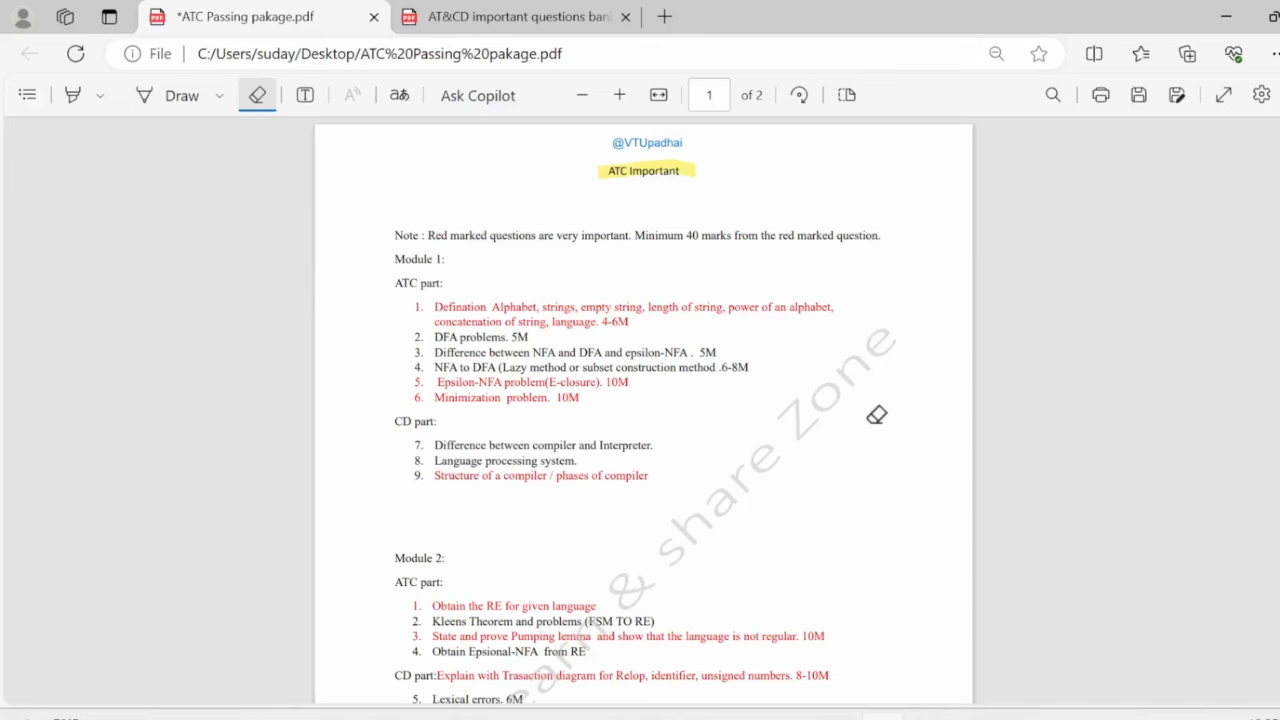 *ATC Passing pakage.pdf
AT&CD important questions ban
File
C:/Users/suday/Desktop/ATC%20Passing%20pakage.pdf
Draw
Ask Copilot
1
of 2
@VTUpadhai
ATC Important
Note : Red marked questions are very important. Minimum 40 marks from the red marked question.
Module 1:
ATC part:
1. Defination Alphabet, strings, empty string, length of string, power of an alphabet,
concatenation of string, language. 4-6M
2. DFA problems. 5M
3. Difference between NFA and DFA and epsilon-NFA . 5M
4. NFA to DFA (Lazy method or subset construction method .6-8M
5. Epsilon-NFA problem(E-closure). 10M
6. Minimization problem. 10M
CD part:
7. Difference between compiler and Interpreter.
8. Language processing system.
9. Structure of a compiler / phases of compiler
Module 2:
ATC part:
1. Obtain the RE for given language
2. Kleens Theorem and problems (FSM TO RE)
3. State and prove Pumping lemma and show that the language is not regular. 10M
4. Obtain Epsional-NFA from RE
CD part:Explain with Trasaction diagram for Relop, identifier, unsigned numbers. 8-10M
5. Lexical errors. 6M
earn & share Zone